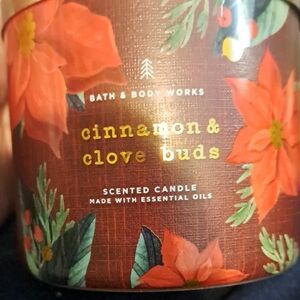 BATH & BODY WORKS
cinnamon &
clove buds
SCENTED CANDLE
MADE WITH ESSENTIAL OILS